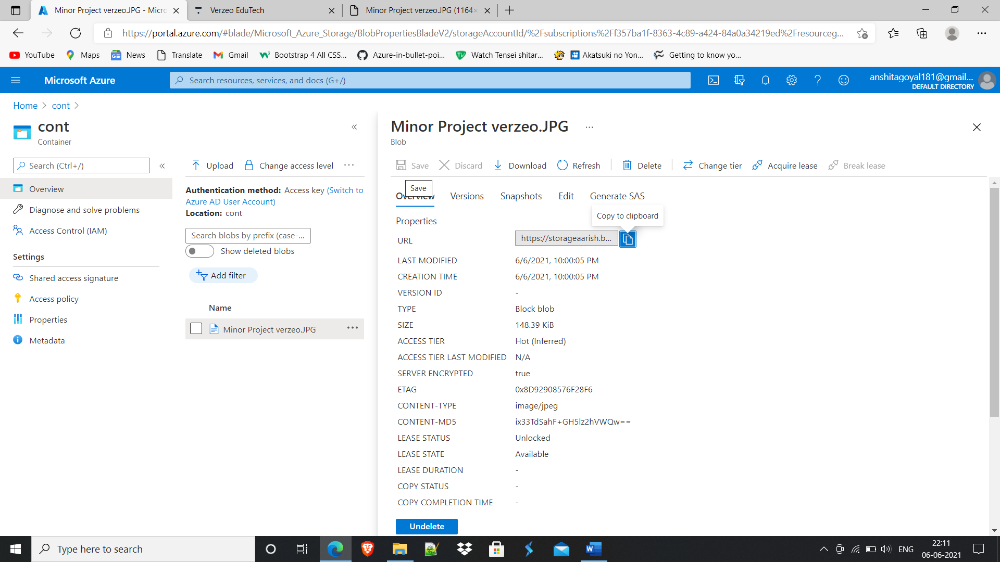 Minor Project verzeo.JPG - Micro
Verzeo EduTech
Minor Project verzeo.JPG (1164×
https://portal.azure.com/#blade/Microsoft_Azure_Storage/BlobPropertiesBladeV2/storageAccountId/%2Fsubscriptions%2Ff357ba1f-8363-4c89-a424-84a0a34219ed%2Fresourceg...
YouTube
Maps
News
Translate
Gmail
Bootstrap 4 All CSS...
Azure-in-bullet-poi...
Watch Tensei shitar...
Akatsuki no Yon...
Getting to know yo...
Microsoft Azure
Search resources, services, and docs (G+/)
anshitagoyal181@gmail...
DEFAULT DIRECTORY
Home
cont
cont
Container
Search (Ctrl+/)
Overview
Diagnose and solve problems
Access Control (IAM)
Settings
Shared access signature
Access policy
Properties
Metadata
Upload
Change access level
Authentication method: Access key (Switch to
Azure AD User Account)
Location: cont
Search blobs by prefix (case-...
Show deleted blobs
Add filter
Name
Minor Project verzeo.JPG
Minor Project verzeo.JPG
Blob
Save
Discard
Download
Refresh
Delete
Change tier
Acquire lease
Break lease
Save
Overview
Versions
Snapshots
Edit
Generate SAS
Copy to clipboard
Properties
URL https://storageaarish.b...
LAST MODIFIED 6/6/2021, 10:00:05 PM
CREATION TIME 6/6/2021, 10:00:05 PM
VERSION ID -
TYPE Block blob
SIZE 148.39 KiB
ACCESS TIER Hot (Inferred)
ACCESS TIER LAST MODIFIED N/A
SERVER ENCRYPTED true
ETAG 0x8D92908576F28F6
CONTENT-TYPE image/jpeg
CONTENT-MD5 ix33TdSahF+GH5lz2hVWQw==
LEASE STATUS Unlocked
LEASE STATE Available
LEASE DURATION -
COPY STATUS -
COPY COMPLETION TIME -
Undelete
Type here to search
ENG
22:11
06-06-2021